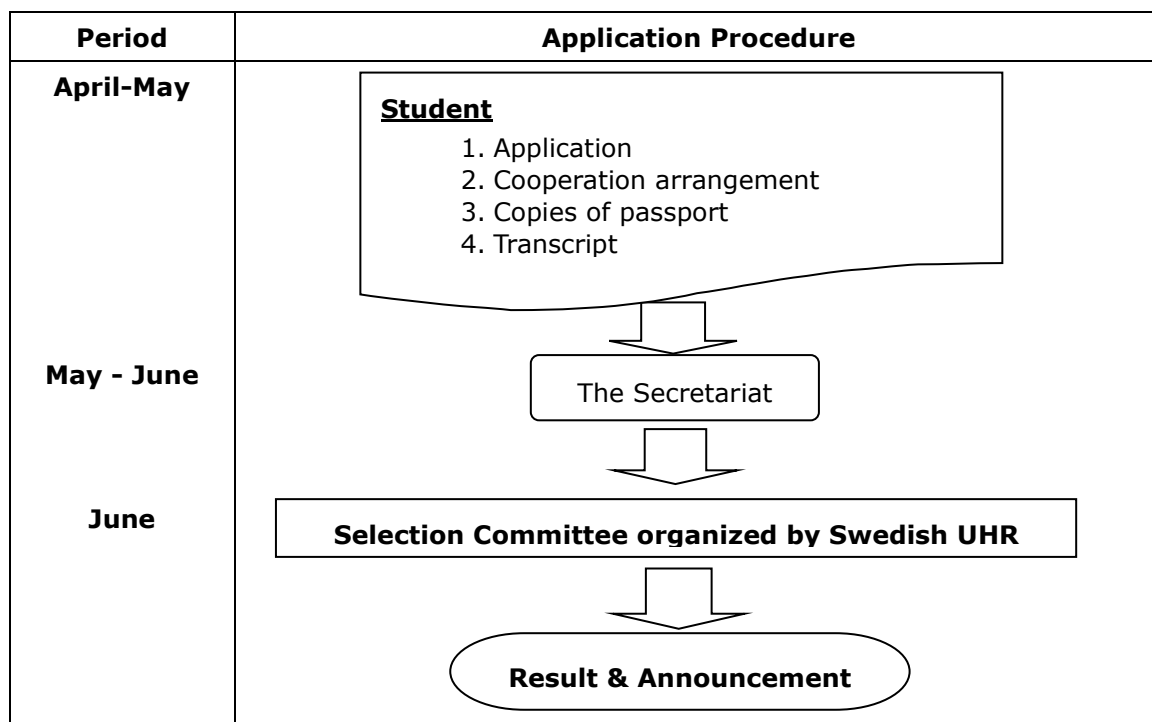 Period
Application Procedure
April-May
Student
1. Application
2. Cooperation arrangement
3. Copies of passport
4. Transcript
May - June
The Secretariat
June
Selection Committee organized by Swedish UHR
Result & Announcement